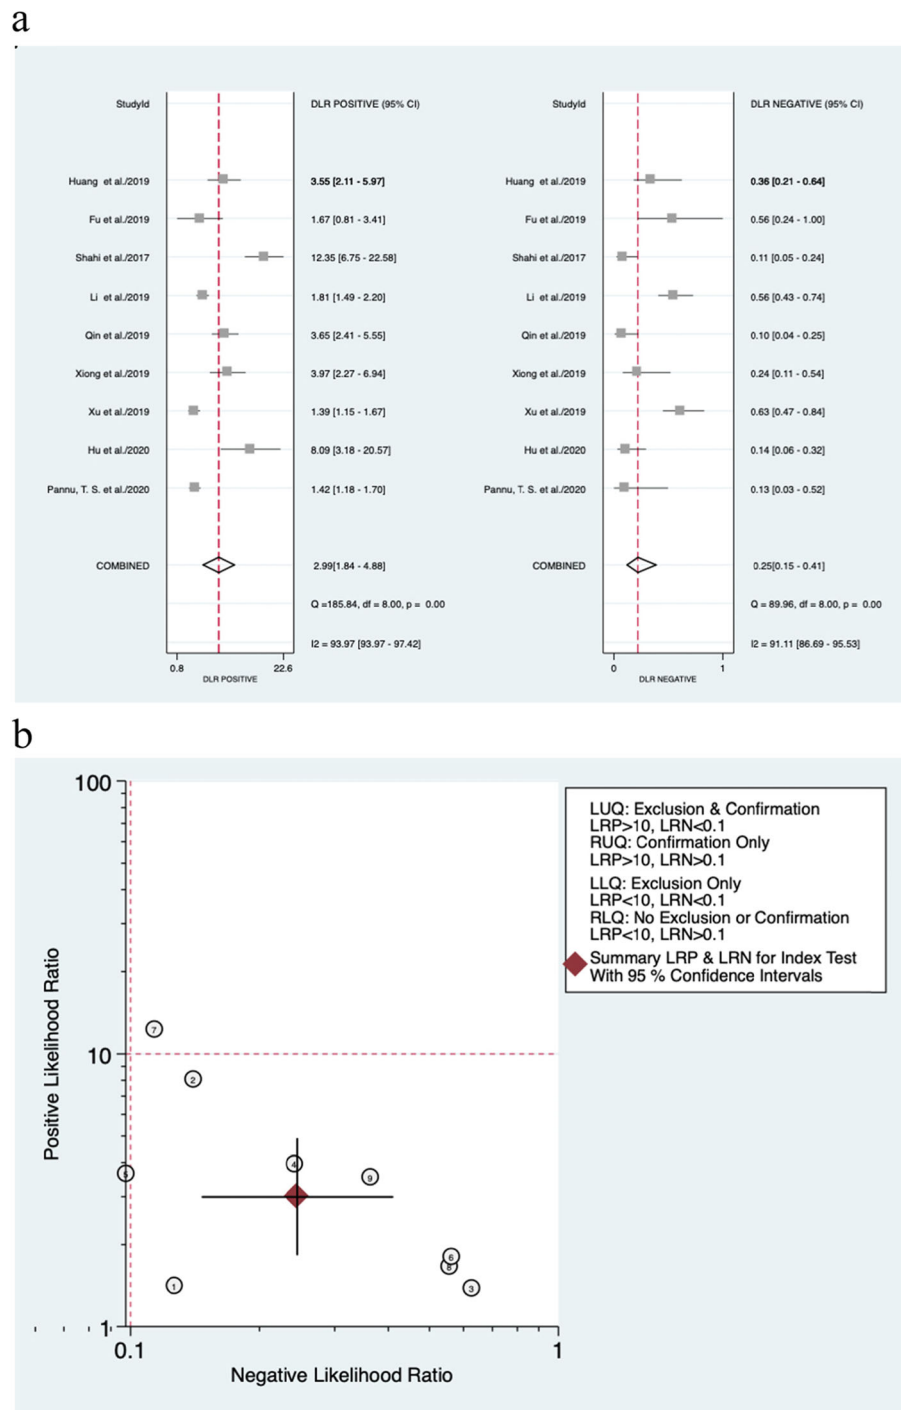 a
StudyId DLR POSITIVE (95% CI) StudyId DLR NEGATIVE (95% CI)
Huang et al./2019 3.55 [2.11 - 5.97] Huang et al./2019 0.36 [0.21 - 0.64]
Fu et al./2019 1.67 [0.81 - 3.41] Fu et al./2019 0.56 [0.24 - 1.00]
Shahi et al./2017 12.35 [6.75 - 22.58] Shahi et al./2017 0.11 [0.05 - 0.24]
Li et al./2019 1.81 [1.49 - 2.20] Li et al./2019 0.56 [0.43 - 0.74]
Qin et al./2019 3.65 [2.41 - 5.55] Qin et al./2019 0.10 [0.04 - 0.25]
Xiong et al./2019 3.97 [2.27 - 6.94] Xiong et al./2019 0.24 [0.11 - 0.54]
Xu et al./2019 1.39 [1.15 - 1.67] Xu et al./2019 0.63 [0.47 - 0.84]
Hu et al./2020 8.09 [3.18 - 20.57] Hu et al./2020 0.14 [0.06 - 0.32]
Pannu, T. S. et al./2020 1.42 [1.18 - 1.70] Pannu, T. S. et al./2020 0.13 [0.03 - 0.52]
COMBINED 2.99[1.84 - 4.88] COMBINED 0.25[0.15 - 0.41]
Q =185.84, df = 8.00, p = 0.00 Q = 89.96, df = 8.00, p = 0.00
I2 = 93.97 [93.97 - 97.42] I2 = 91.11 [86.69 - 95.53]
0.8 22.6 0 1
DLR POSITIVE DLR NEGATIVE
b
100
10
1
Positive Likelihood Ratio
7
2
5
4
9
6
8
1
3
0.1 1
Negative Likelihood Ratio
LUQ: Exclusion & Confirmation
LRP>10, LRN<0.1
RUQ: Confirmation Only
LRP>10, LRN>0.1
LLQ: Exclusion Only
LRP<10, LRN<0.1
RLQ: No Exclusion or Confirmation
LRP<10, LRN>0.1
Summary LRP & LRN for Index Test
With 95 % Confidence Intervals